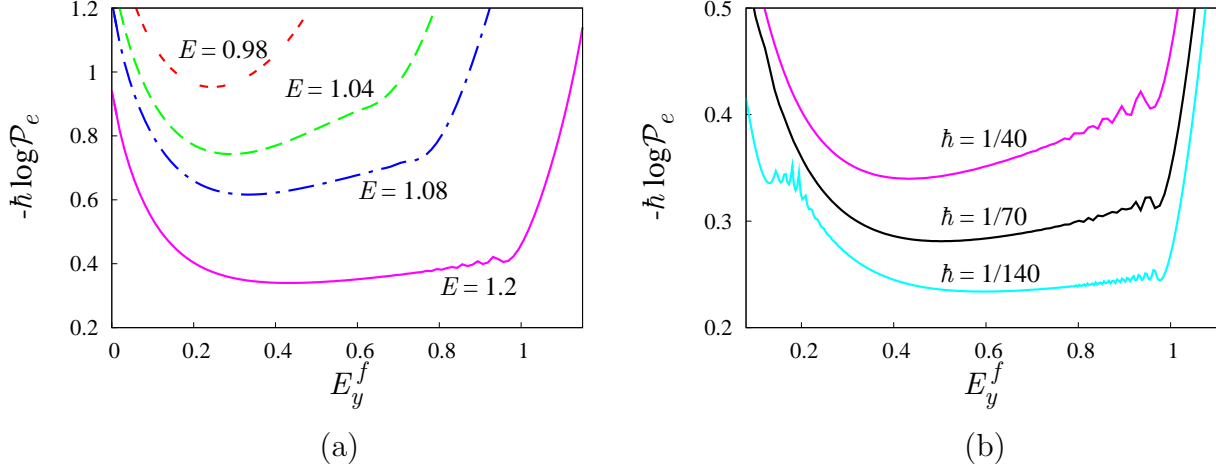 1.2
1
0.8
0.6
0.4
0.2
0 0.2 0.4 0.6 0.8 1
-ħ log𝒫_e
E_y^f
E = 0.98
E = 1.04
E = 1.08
E = 1.2
(a)
0.5
0.4
0.3
0.2
0.2 0.4 0.6 0.8 1
-ħ log𝒫_e
E_y^f
ħ = 1/40
ħ = 1/70
ħ = 1/140
(b)